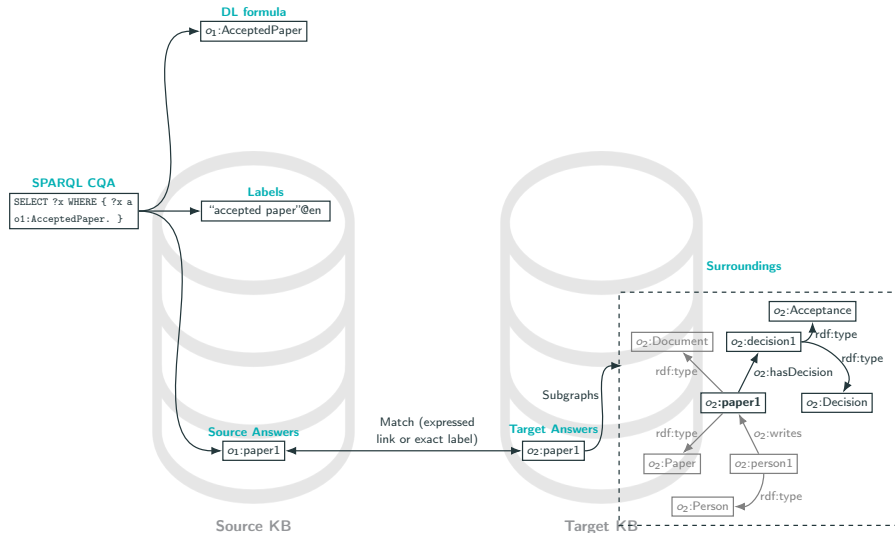 DL formula
o₁:AcceptedPaper
SPARQL CQA
SELECT ?x WHERE { ?x a
o1:AcceptedPaper. }
Labels
“accepted paper”@en
Surroundings
o₂:Acceptance
rdf:type
o₂:Document
o₂:decision1
rdf:type
rdf:type
o₂:hasDecision
Subgraphs
o₂:paper1
o₂:Decision
Source Answers
Match (expressed
link or exact label)
Target Answers
rdf:type
o₂:writes
o₁:paper1
o₂:paper1
o₂:Paper
o₂:person1
rdf:type
o₂:Person
Source KB
Target KB